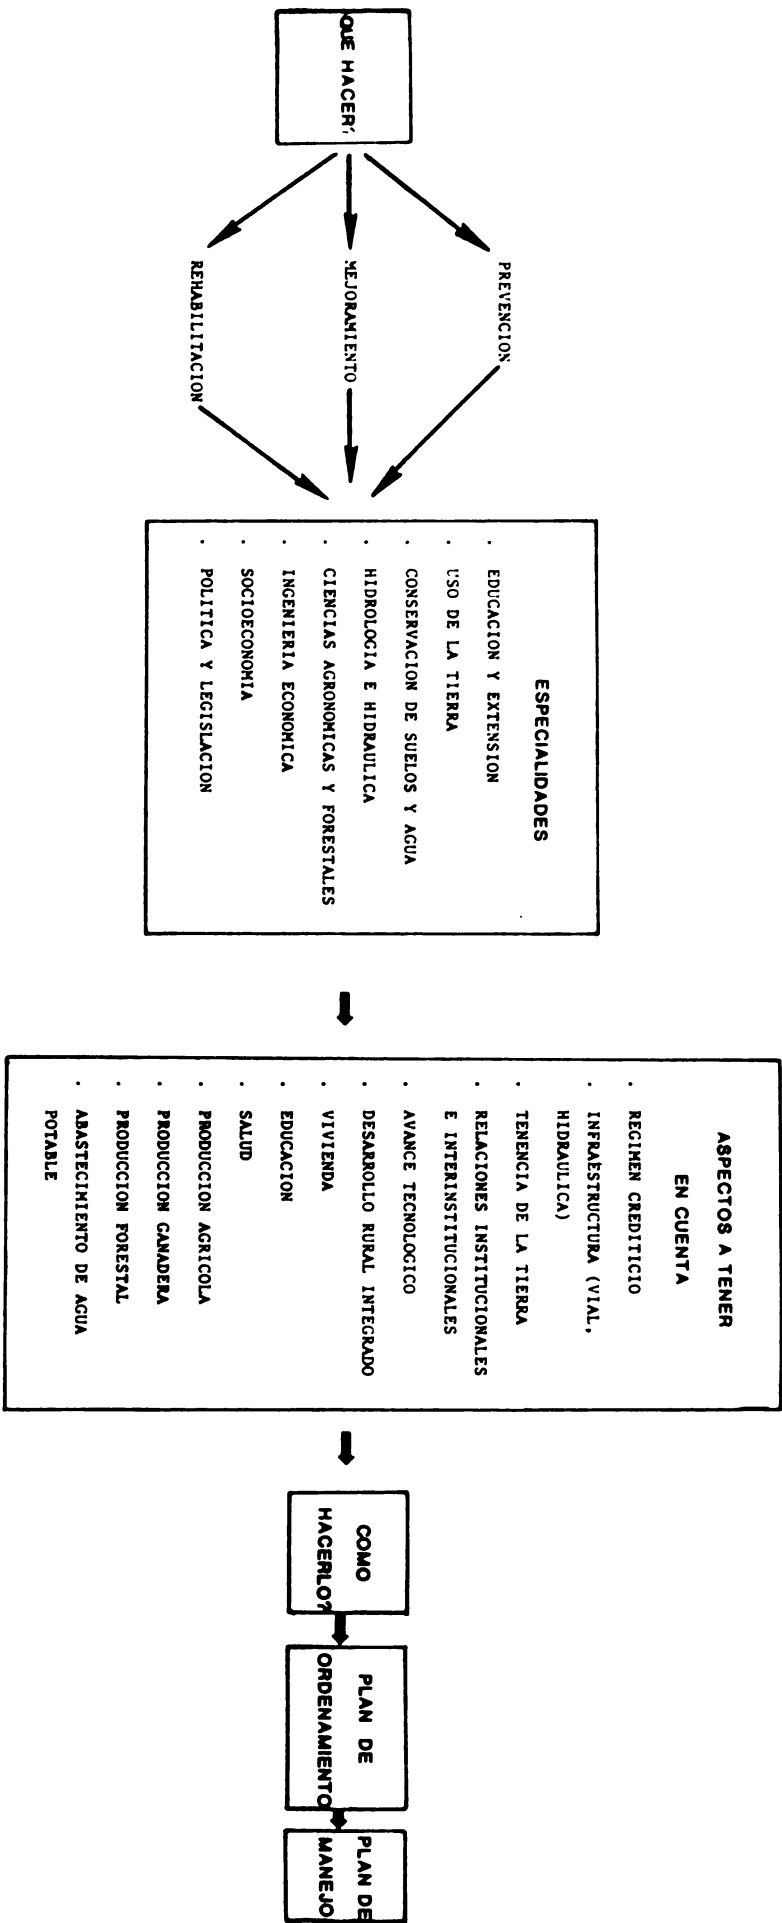 QUE HACER?
PREVENCION
MEJORAMIENTO
REHABILITACION
ESPECIALIDADES
. EDUCACION Y EXTENSION
. USO DE LA TIERRA
. CONSERVACION DE SUELOS Y AGUA
. HIDROLOGIA E HIDRAULICA
. CIENCIAS AGRONOMICAS Y FORESTALES
. INGENIERIA ECONOMICA
. SOCIOECONOMIA
. POLITICA Y LEGISLACION
ASPECTOS A TENER
EN CUENTA
. REGIMEN CREDITICIO
. INFRAESTRUCTURA (VIAL,
HIDRAULICA)
. TENENCIA DE LA TIERRA
. RELACIONES INSTITUCIONALES
E INTERINSTITUCIONALES
. AVANCE TECNOLOGICO
. DESARROLLO RURAL INTEGRADO
. VIVIENDA
. EDUCACION
. SALUD
. PRODUCCION AGRICOLA
. PRODUCCION GANADERA
. PRODUCCION FORESTAL
. ABASTECIMIENTO DE AGUA
POTABLE
COMO
HACERLO?
PLAN DE
ORDENAMIENTO
PLAN DE
MANEJO